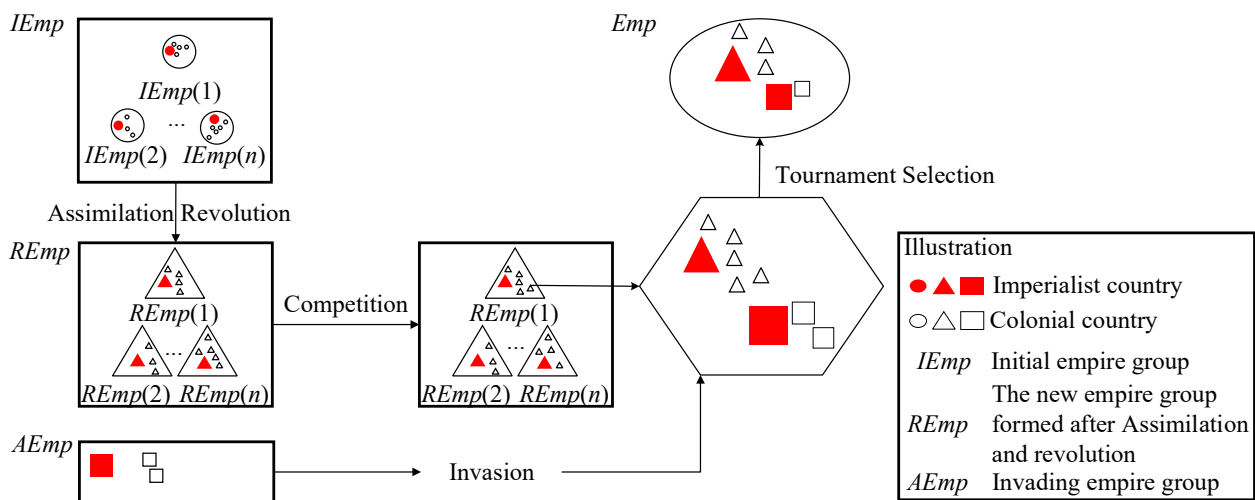 IEmp
IEmp(1)
...
IEmp(2) IEmp(n)
Assimilation Revolution
REmp
REmp(1)
...
REmp(2) REmp(n)
Competition
REmp(1)
...
REmp(2) REmp(n)
AEmp
Invasion
Emp
Tournament Selection
Illustration
Imperialist country
Colonial country
IEmp Initial empire group
The new empire group
REmp formed after Assimilation
and revolution
AEmp Invading empire group